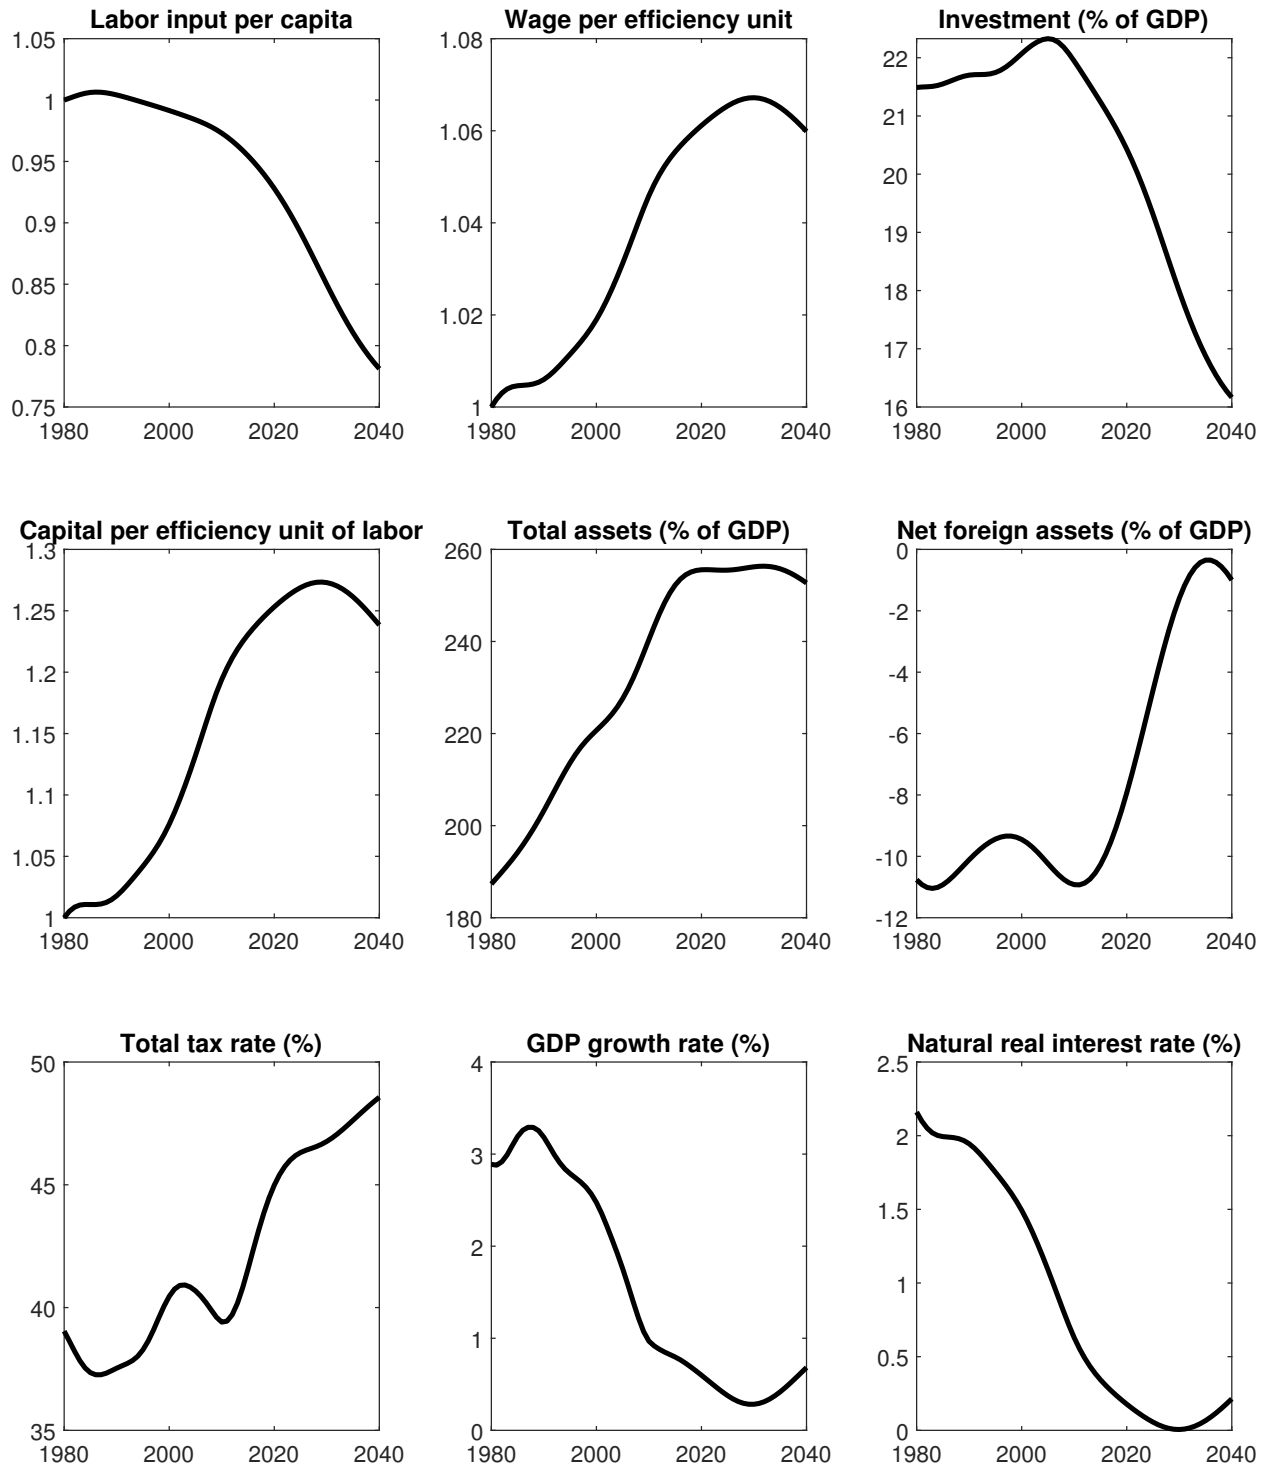 Labor input per capita
1.05
1
0.95
0.9
0.85
0.8
0.75
1980 2000 2020 2040
Wage per efficiency unit
1.08
1.06
1.04
1.02
1
1980 2000 2020 2040
Investment (% of GDP)
22
21
20
19
18
17
16
1980 2000 2020 2040
Capital per efficiency unit of labor
1.3
1.25
1.2
1.15
1.1
1.05
1
1980 2000 2020 2040
Total assets (% of GDP)
260
240
220
200
180
1980 2000 2020 2040
Net foreign assets (% of GDP)
0
-2
-4
-6
-8
-10
-12
1980 2000 2020 2040
Total tax rate (%)
50
45
40
35
1980 2000 2020 2040
GDP growth rate (%)
4
3
2
1
0
1980 2000 2020 2040
Natural real interest rate (%)
2.5
2
1.5
1
0.5
0
1980 2000 2020 2040